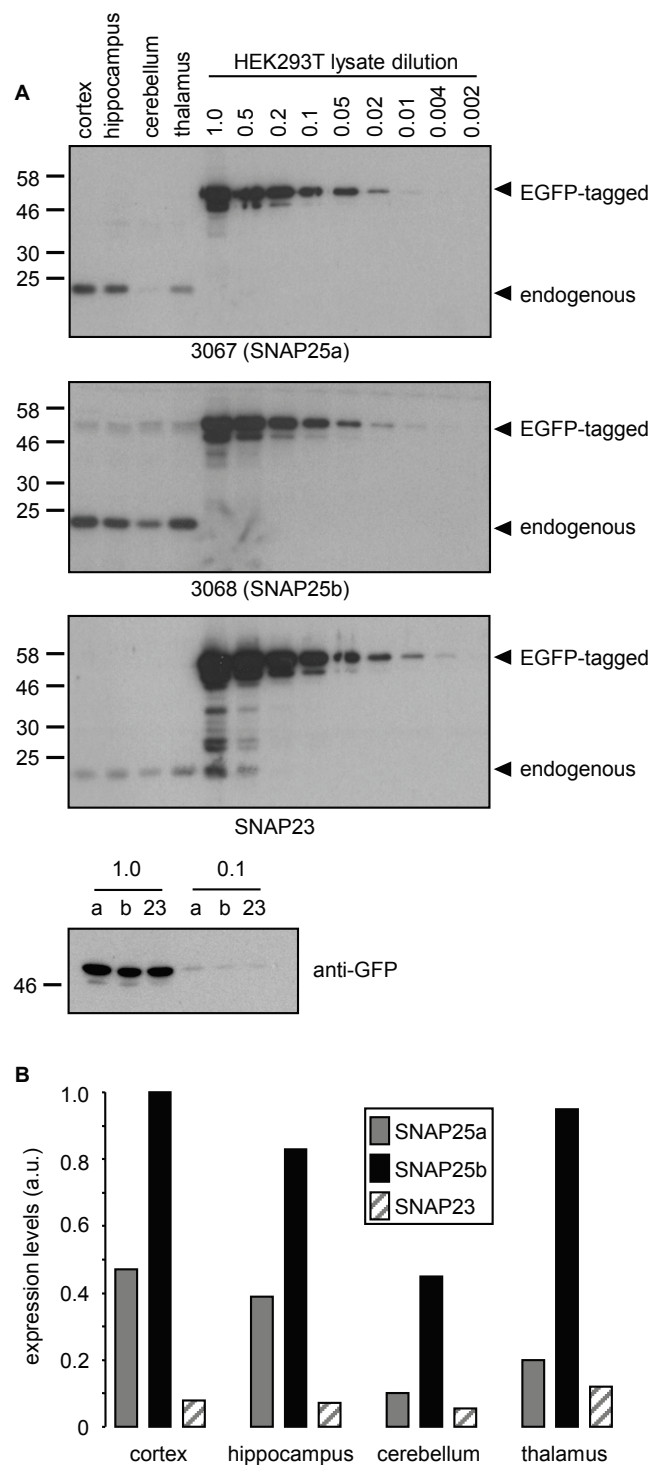 A
cortex
hippocampus
cerebellum
thalamus
HEK293T lysate dilution
1.0
0.5
0.2
0.1
0.05
0.02
0.01
0.004
0.002
58
46
30
25
EGFP-tagged
endogenous
3067 (SNAP25a)
58
46
30
25
EGFP-tagged
endogenous
3068 (SNAP25b)
58
46
30
25
EGFP-tagged
endogenous
SNAP23
1.0 0.1
a b 23 a b 23
46
anti-GFP
B
expression levels (a.u.)
1.0
0.8
0.6
0.4
0.2
0
SNAP25a
SNAP25b
SNAP23
cortex hippocampus cerebellum thalamus